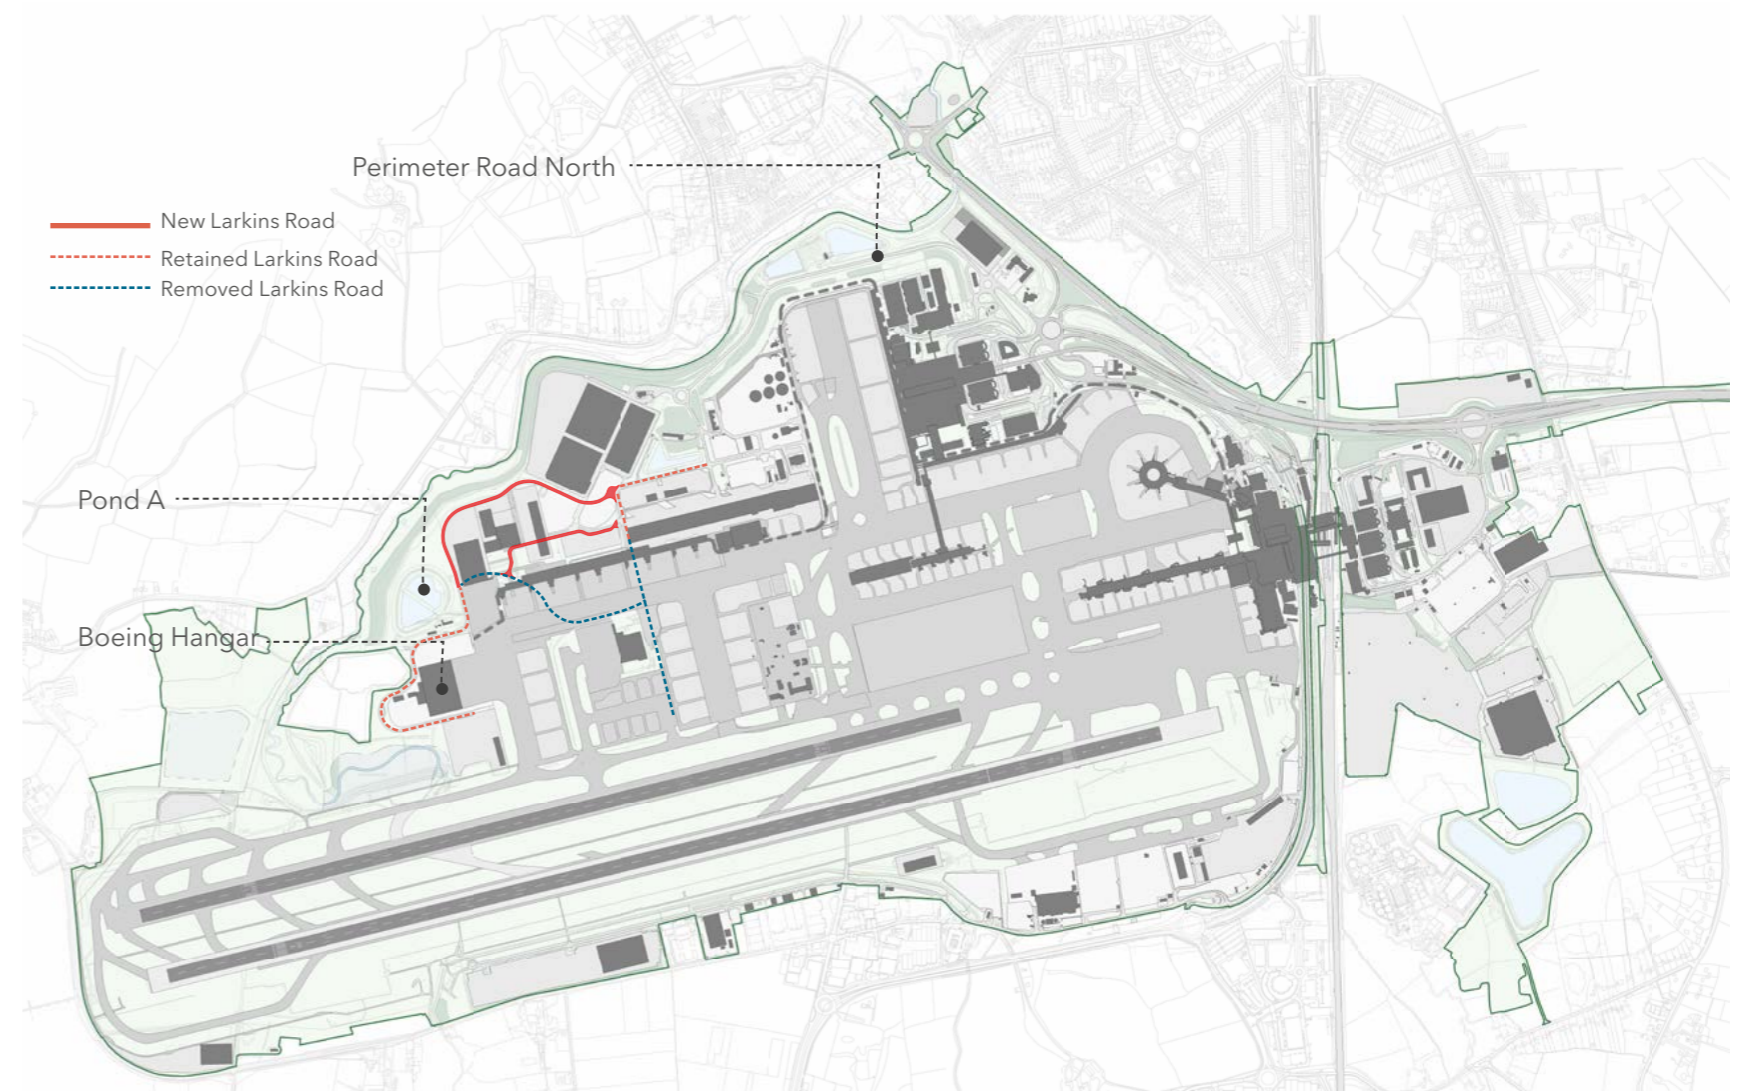 Perimeter Road North
New Larkins Road
Retained Larkins Road
Removed Larkins Road
Pond A
Boeing Hangar